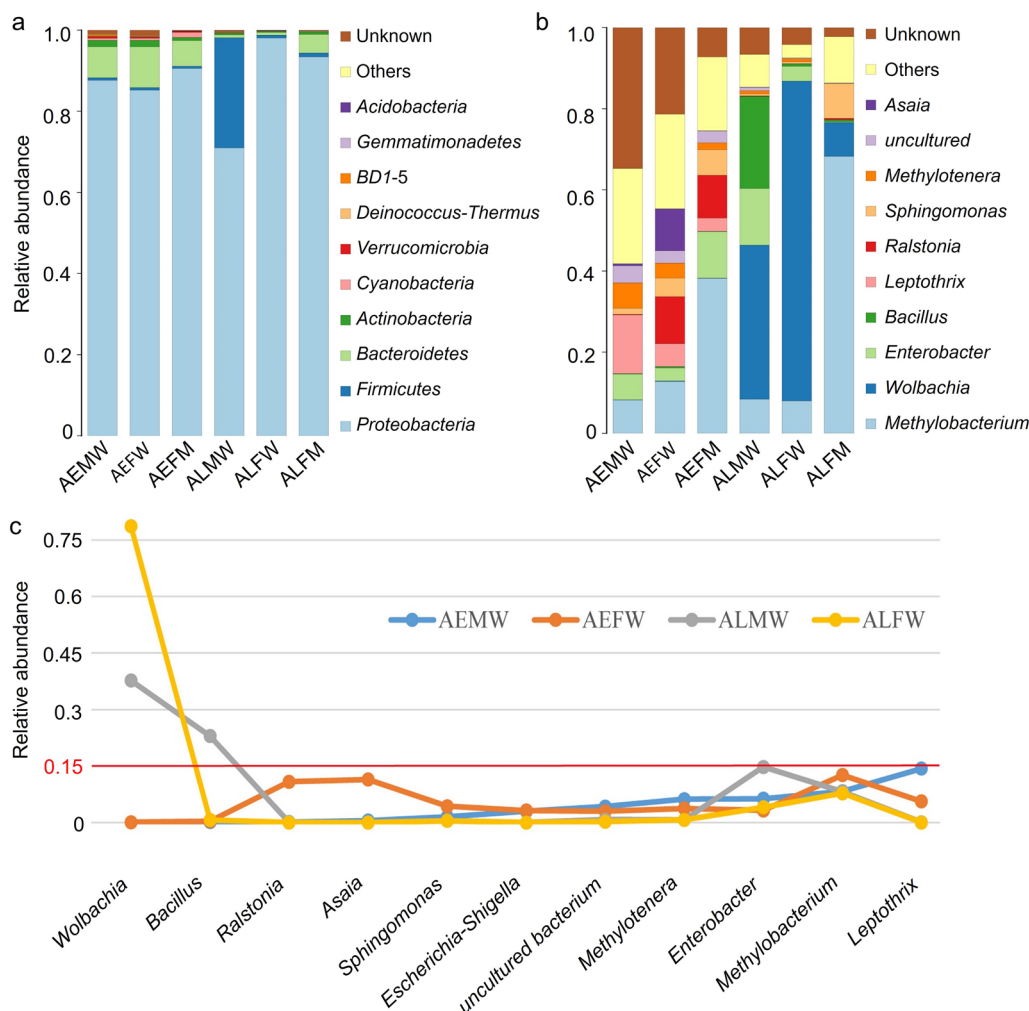 a
Relative abundance
1.0
0.8
0.6
0.4
0.2
0
AEMW
AEFW
AEFM
ALMW
ALFW
ALFM
Unknown
Others
Acidobacteria
Gemmatimonadetes
BD1-5
Deinococcus-Thermus
Verrucomicrobia
Cyanobacteria
Actinobacteria
Bacteroidetes
Firmicutes
Proteobacteria
b
1.0
0.8
0.6
0.4
0.2
0
AEMW
AEFW
AEFM
ALMW
ALFW
ALFM
Unknown
Others
Asaia
uncultured
Methylotenera
Sphingomonas
Ralstonia
Leptothrix
Bacillus
Enterobacter
Wolbachia
Methylobacterium
c
Relative abundance
0.75
0.6
0.45
0.3
0.15
0
AEMW
AEFW
ALMW
ALFW
Wolbachia
Bacillus
Ralstonia
Asaia
Sphingomonas
Escherichia-Shigella
uncultured bacterium
Methylotenera
Enterobacter
Methylobacterium
Leptothrix